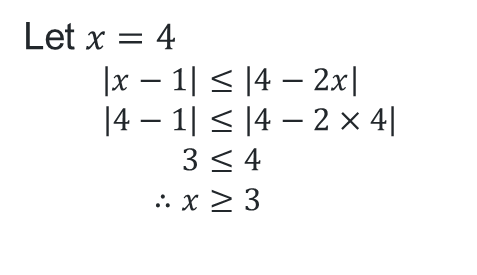 Let x = 4
|x − 1| ≤ |4 − 2x|
|4 − 1| ≤ |4 − 2 × 4|
3 ≤ 4
∴ x ≥ 3